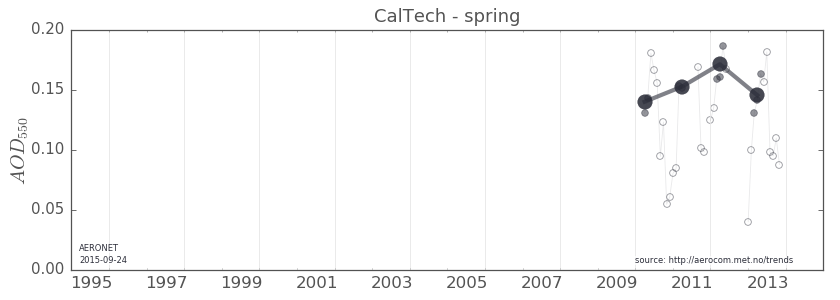 CalTech - spring
0.20
0.15
0.10
0.05
0.00
AOD550
AERONET
2015-09-24
source: http://aerocom.met.no/trends
1995 1997 1999 2001 2003 2005 2007 2009 2011 2013